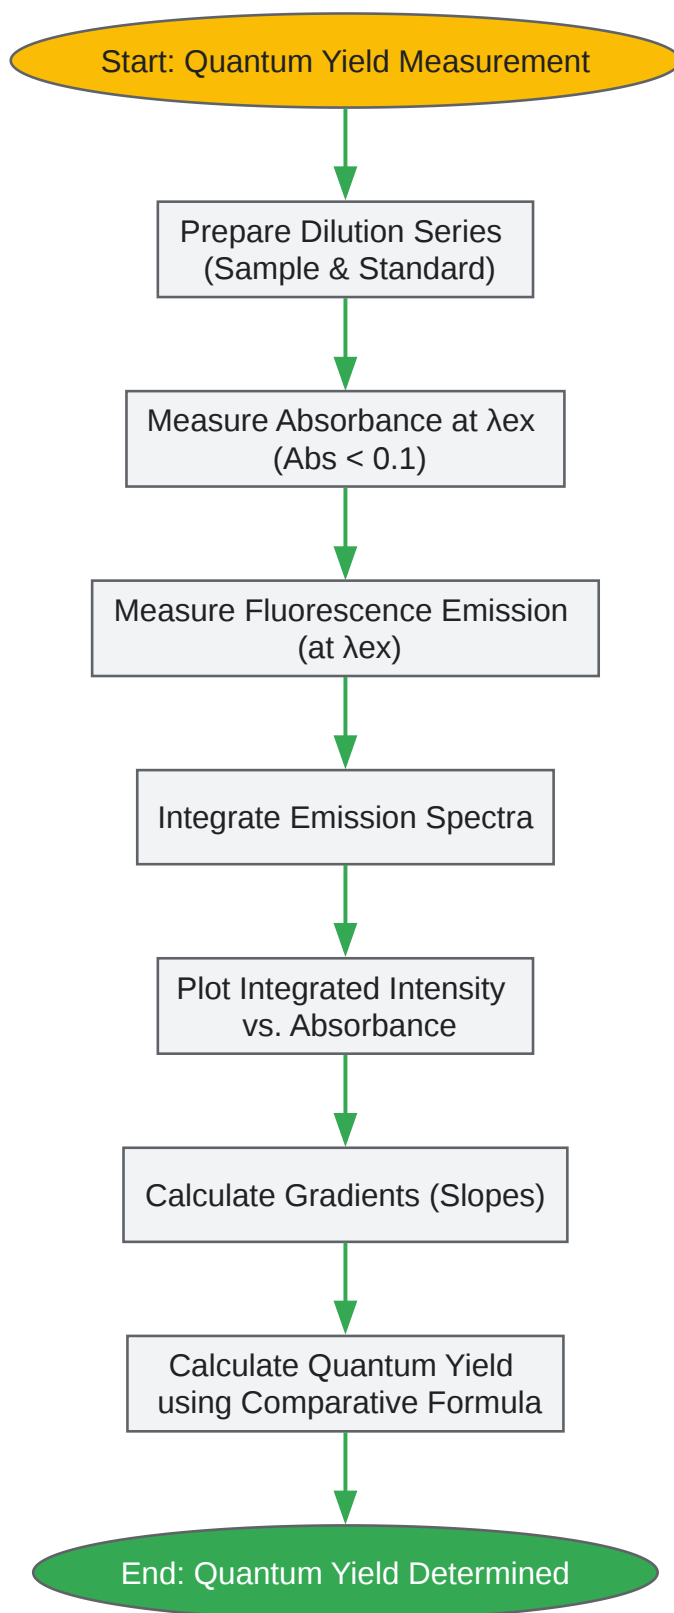 Start: Quantum Yield Measurement
Prepare Dilution Series
(Sample & Standard)
Measure Absorbance at λex
(Abs < 0.1)
Measure Fluorescence Emission
(at λex)
Integrate Emission Spectra
Plot Integrated Intensity
vs. Absorbance
Calculate Gradients (Slopes)
Calculate Quantum Yield
using Comparative Formula
End: Quantum Yield Determined